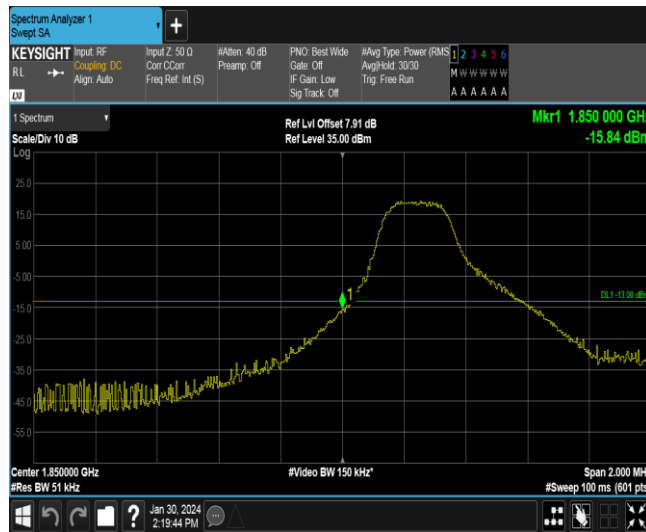 Spectrum Analyzer 1
Swept SA
+
KEYSIGHT
RL
LXI
Input: RF
Coupling: DC
Align: Auto
Input Z: 50 Ω
Corr CCorr
Freq Ref: Int (S)
#Atten: 40 dB
Preamp: Off
PNO: Best Wide
Gate: Off
IF Gain: Low
Sig Track: Off
#Avg Type: Power (RMS
Avg|Hold: 30/30
Trig: Free Run
1 2 3 4 5 6
M W W W W W
A A A A A A
1 Spectrum
Scale/Div 10 dB
Ref Lvl Offset 7.91 dB
Ref Level 35.00 dBm
Mkr1 1.850 000 GHz
-15.84 dBm
Log
25.0
15.0
5.00
-5.00
-15.0
-25.0
-35.0
-45.0
-55.0
1
DL1 -13.00 dBm
Center 1.850000 GHz
#Res BW 51 kHz
#Video BW 150 kHz*
Span 2.000 MHz
#Sweep 100 ms (601 pts)
?
Jan 30, 2024
2:19:44 PM